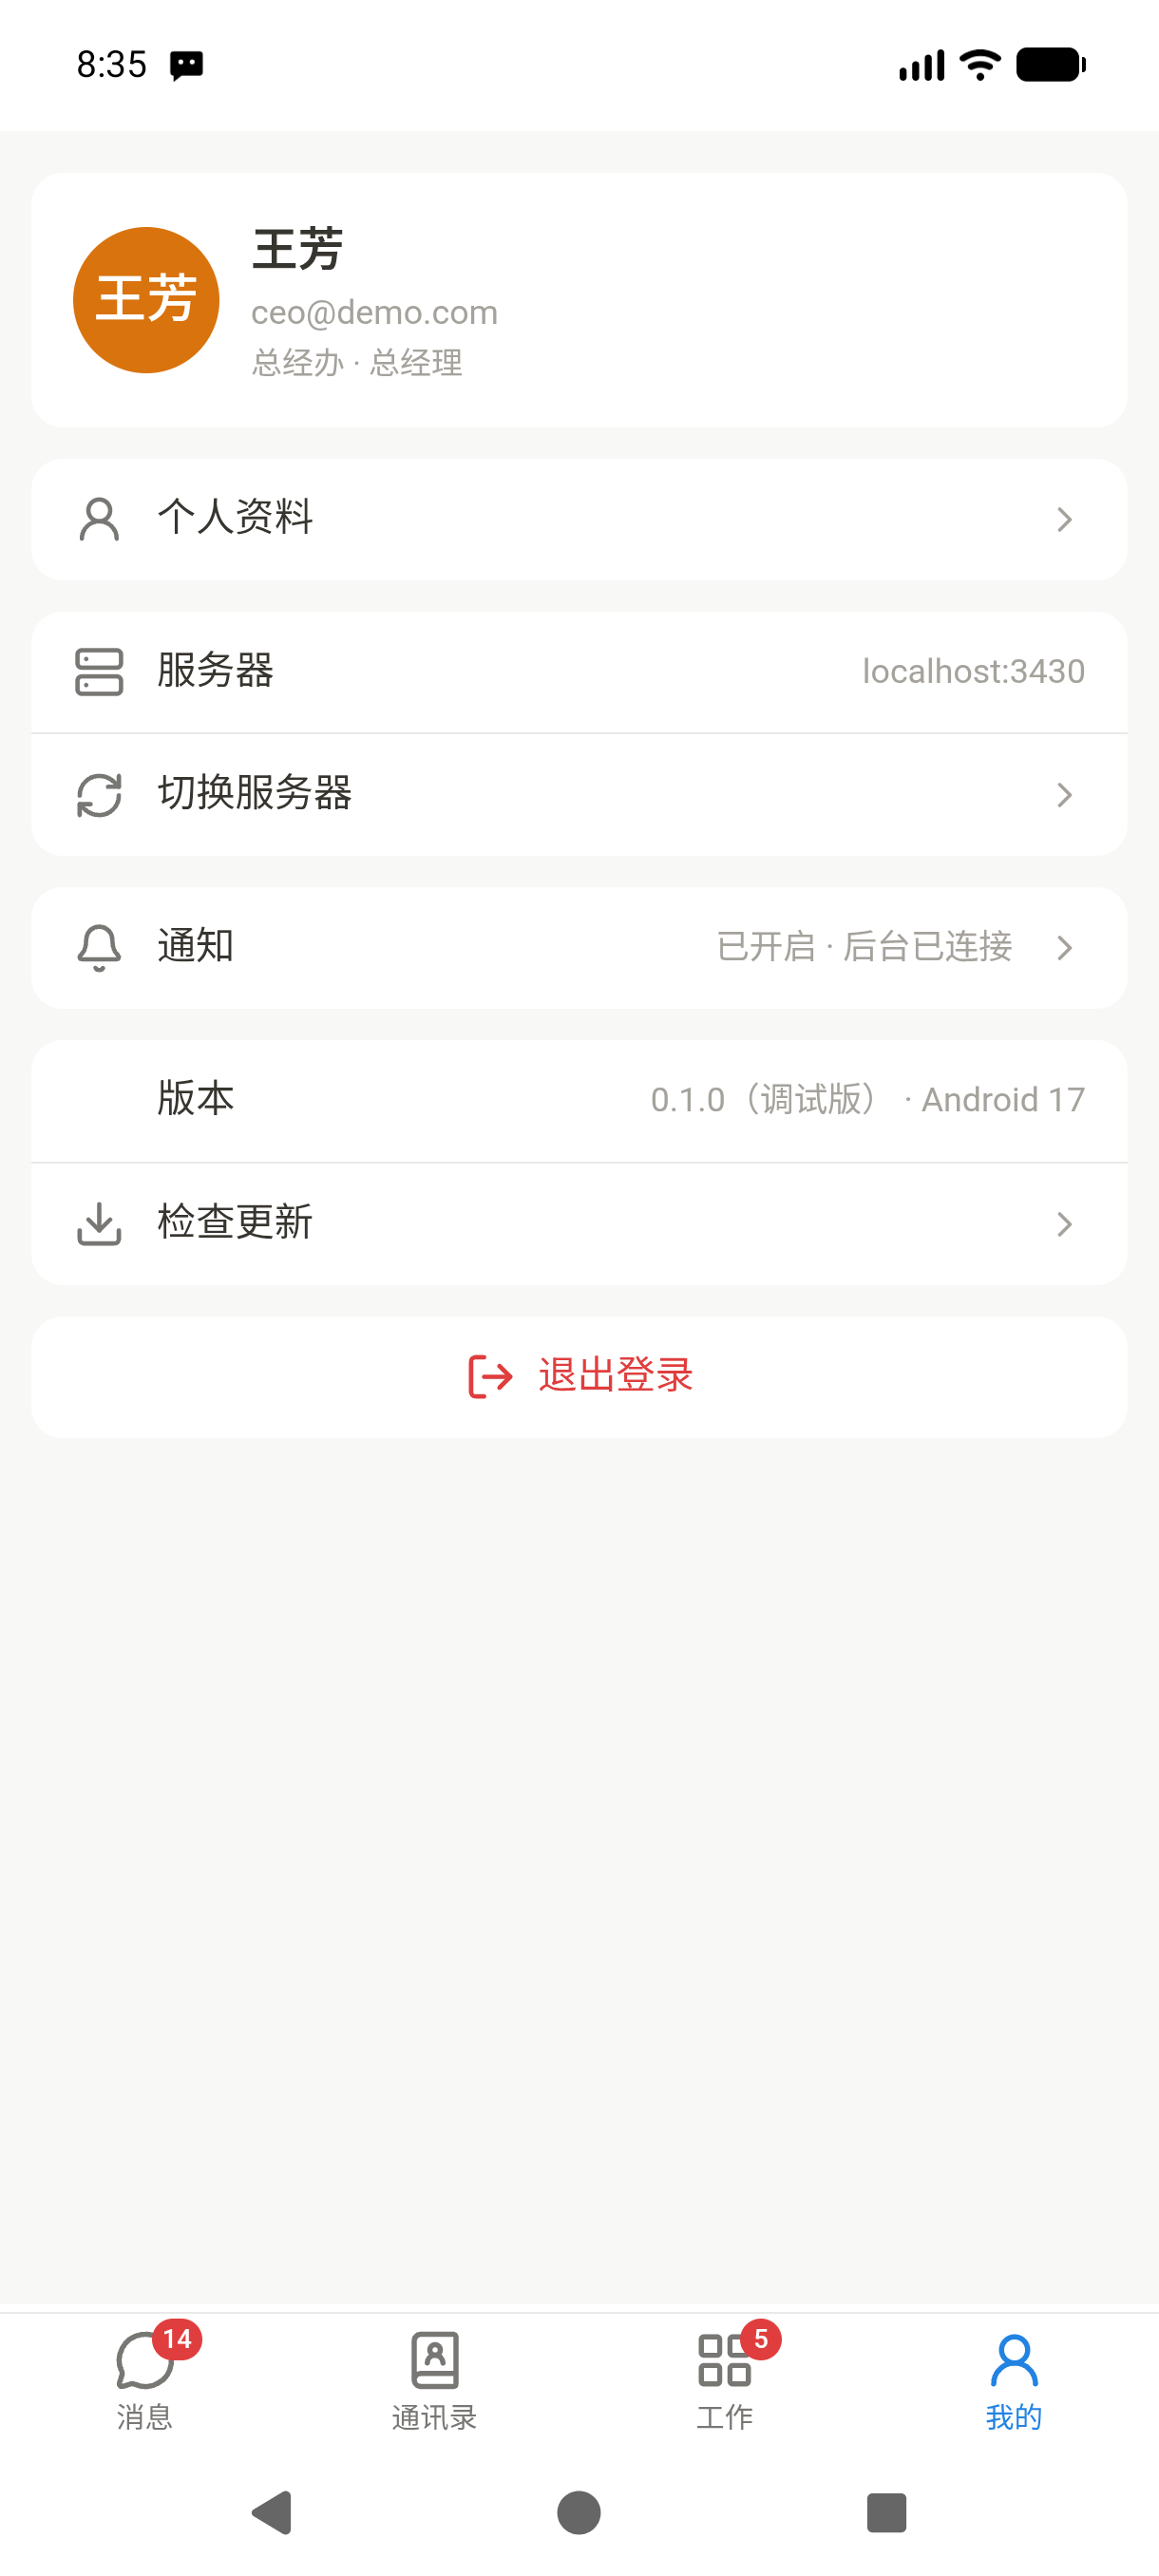 8:35
王芳
王芳
ceo@demo.com
总经办 · 总经理
个人资料
服务器 localhost:3430
切换服务器
通知 已开启 · 后台已连接
版本 0.1.0（调试版） · Android 17
检查更新
退出登录
14
5
消息 通讯录 工作 我的